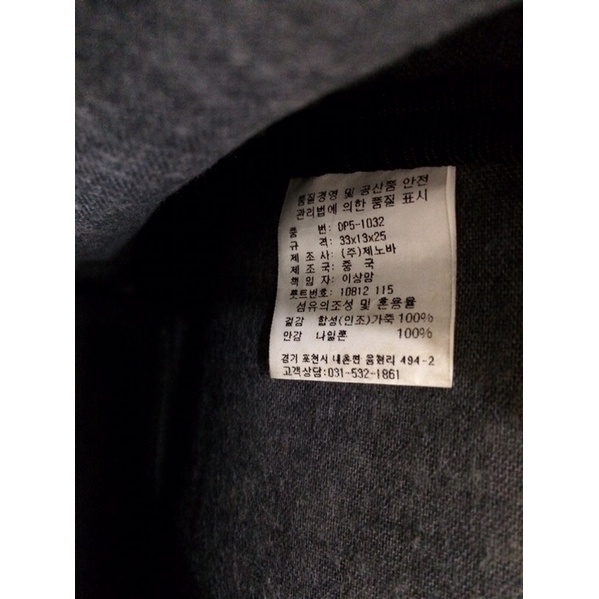 품질경영 및 공산품 안전
관리법에 의한 품질 표시
품 번: DP5-1032
규 격: 33x13x25
제 조 사: (주)제노바
제 조 국: 중 국
책 임 자: 이상암
롯트번호: 10812 115
섬유의조성 및 혼용율
겉감 합성(인조)가죽 100%
안감 나일론 100%
경기 포천시 내촌면 음현리 494-2
고객상담:031-532-1861